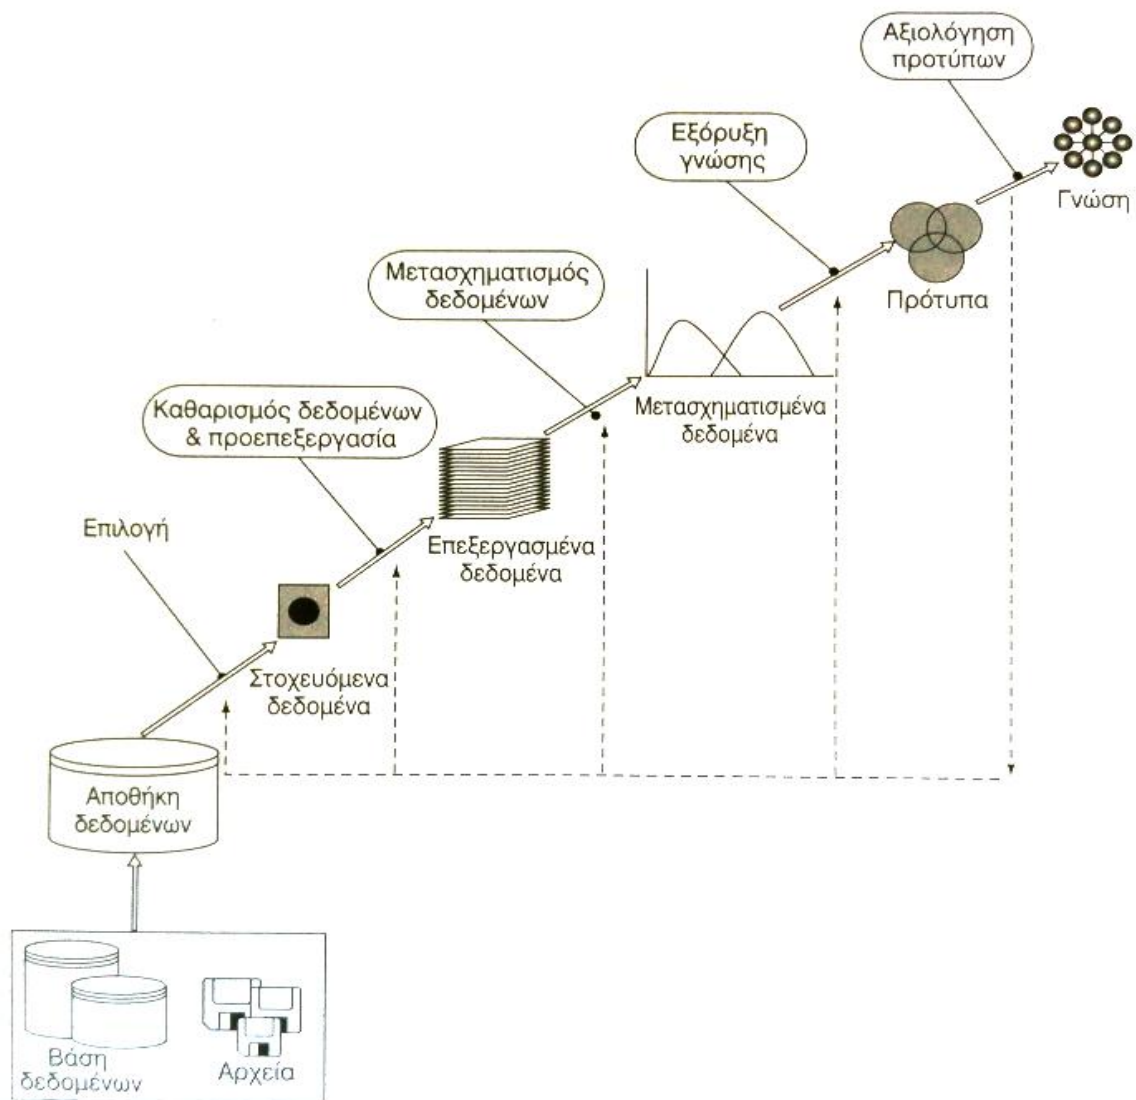 Αξιολόγηση
προτύπων
Εξόρυξη
γνώσης
Γνώση
Μετασχηματισμός
δεδομένων
Πρότυπα
Καθαρισμός δεδομένων
& προεπεξεργασία
Μετασχηματισμένα
δεδομένα
Επιλογή
Επεξεργασμένα
δεδομένα
Στοχευόμενα
δεδομένα
Αποθήκη
δεδομένων
Βάση
δεδομένων
Αρχεία